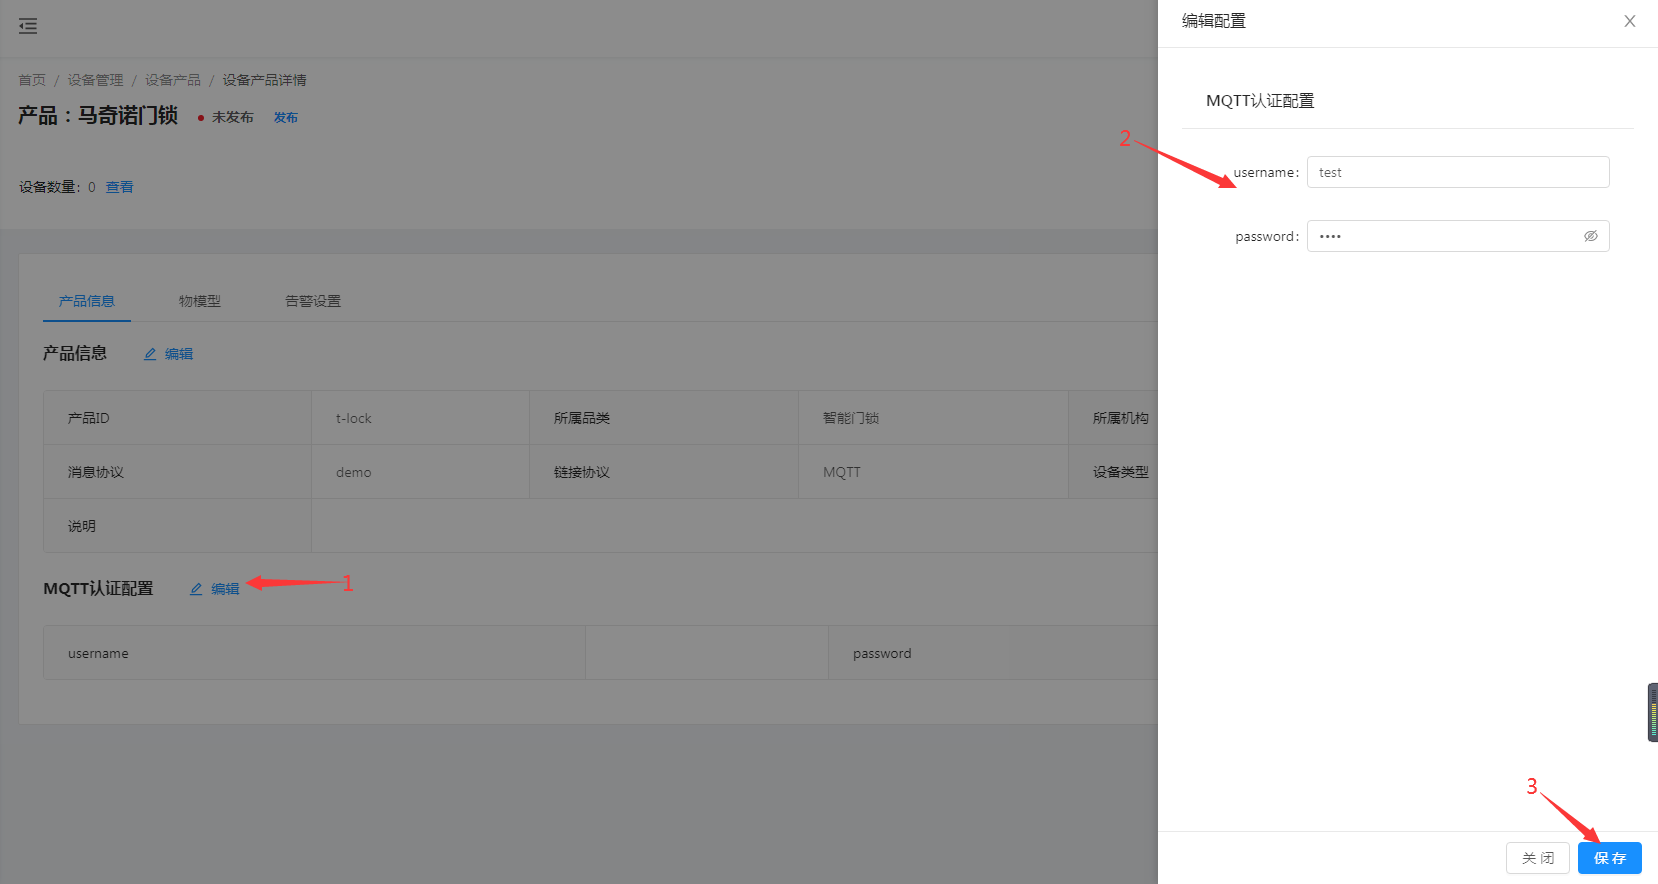 首页 / 设备管理 / 设备产品 / 设备产品详情
产品：马奇诺门锁 未发布 发布
设备数量：0 查看
产品信息 物模型 告警设置
产品信息 编辑
产品ID t-lock 所属品类 智能门锁 所属机构
消息协议 demo 链接协议 MQTT 设备类型
说明
MQTT认证配置 编辑 1
username password
编辑配置
MQTT认证配置
2
username: test
password: ••••
3
关 闭 保 存